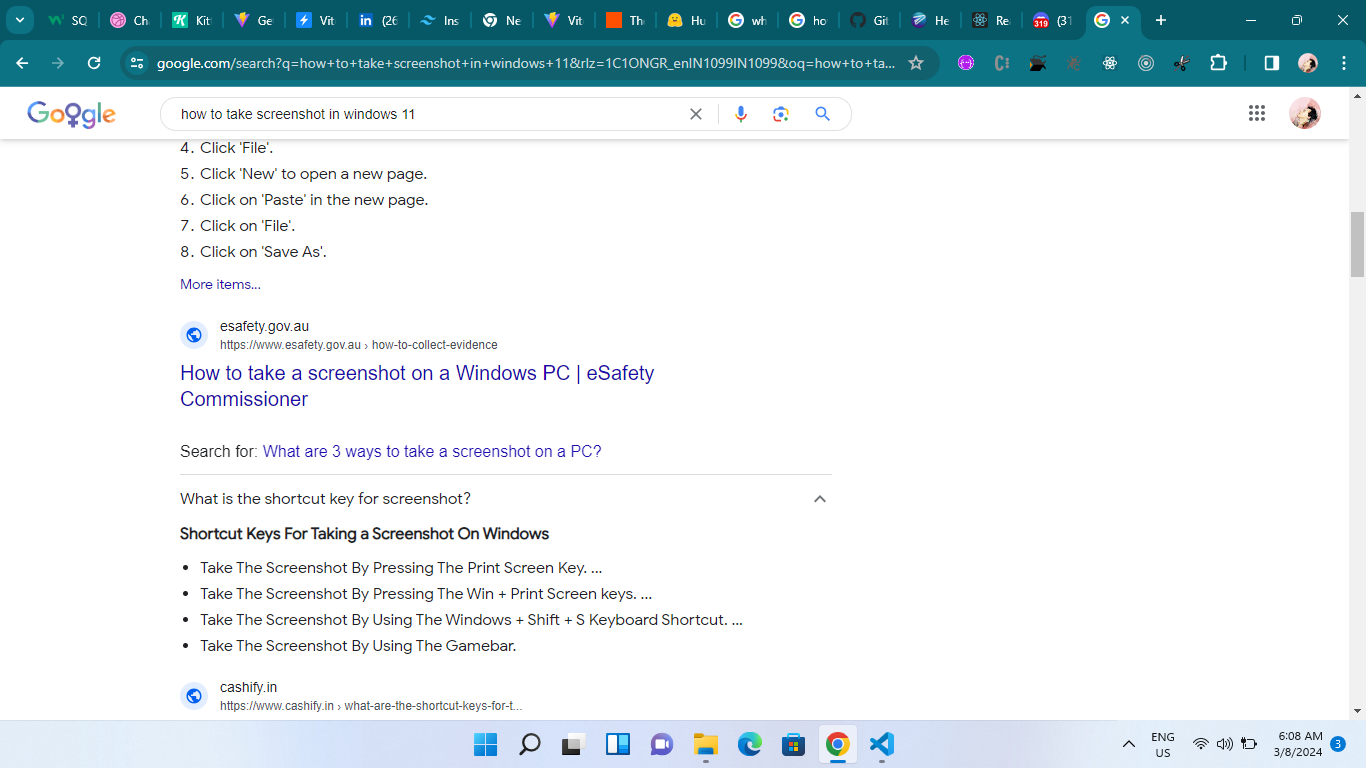 SQ
Cha
Kit
Ge
Vit
(26
Ins
Ne
Vit
The
Hu
wh
ho
Git
He
Rea
319
(31
google.com/search?q=how+to+take+screenshot+in+windows+11&rlz=1C1ONGR_enIN1099IN1099&oq=how+to+ta...
Google
how to take screenshot in windows 11
4. Click 'File'.
5. Click 'New' to open a new page.
6. Click on 'Paste' in the new page.
7. Click on 'File'.
8. Click on 'Save As'.
More items...
esafety.gov.au
https://www.esafety.gov.au › how-to-collect-evidence
How to take a screenshot on a Windows PC | eSafety
Commissioner
Search for: What are 3 ways to take a screenshot on a PC?
What is the shortcut key for screenshot?
Shortcut Keys For Taking a Screenshot On Windows
• Take The Screenshot By Pressing The Print Screen Key. ...
• Take The Screenshot By Pressing The Win + Print Screen keys. ...
• Take The Screenshot By Using The Windows + Shift + S Keyboard Shortcut. ...
• Take The Screenshot By Using The Gamebar.
cashify.in
https://www.cashify.in › what-are-the-shortcut-keys-for-t...
ENG
US
6:08 AM
3/8/2024
3